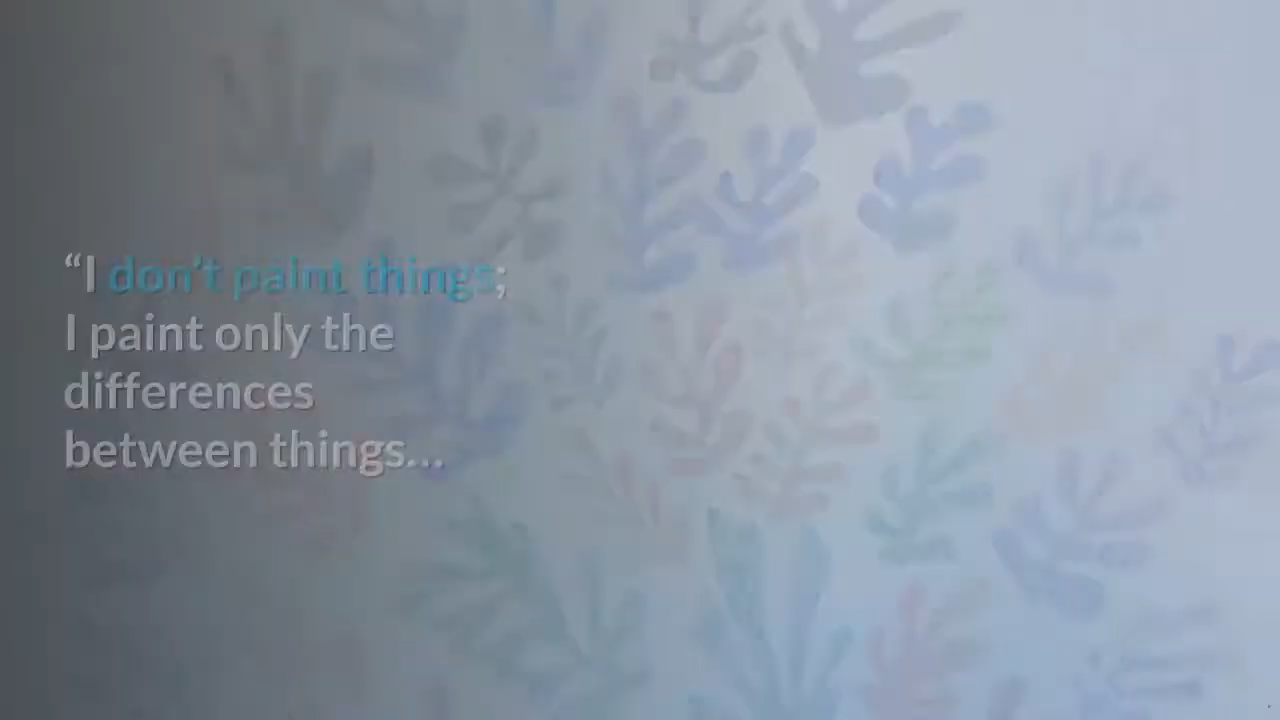 “I don’t paint things;
I paint only the
differences
between things...